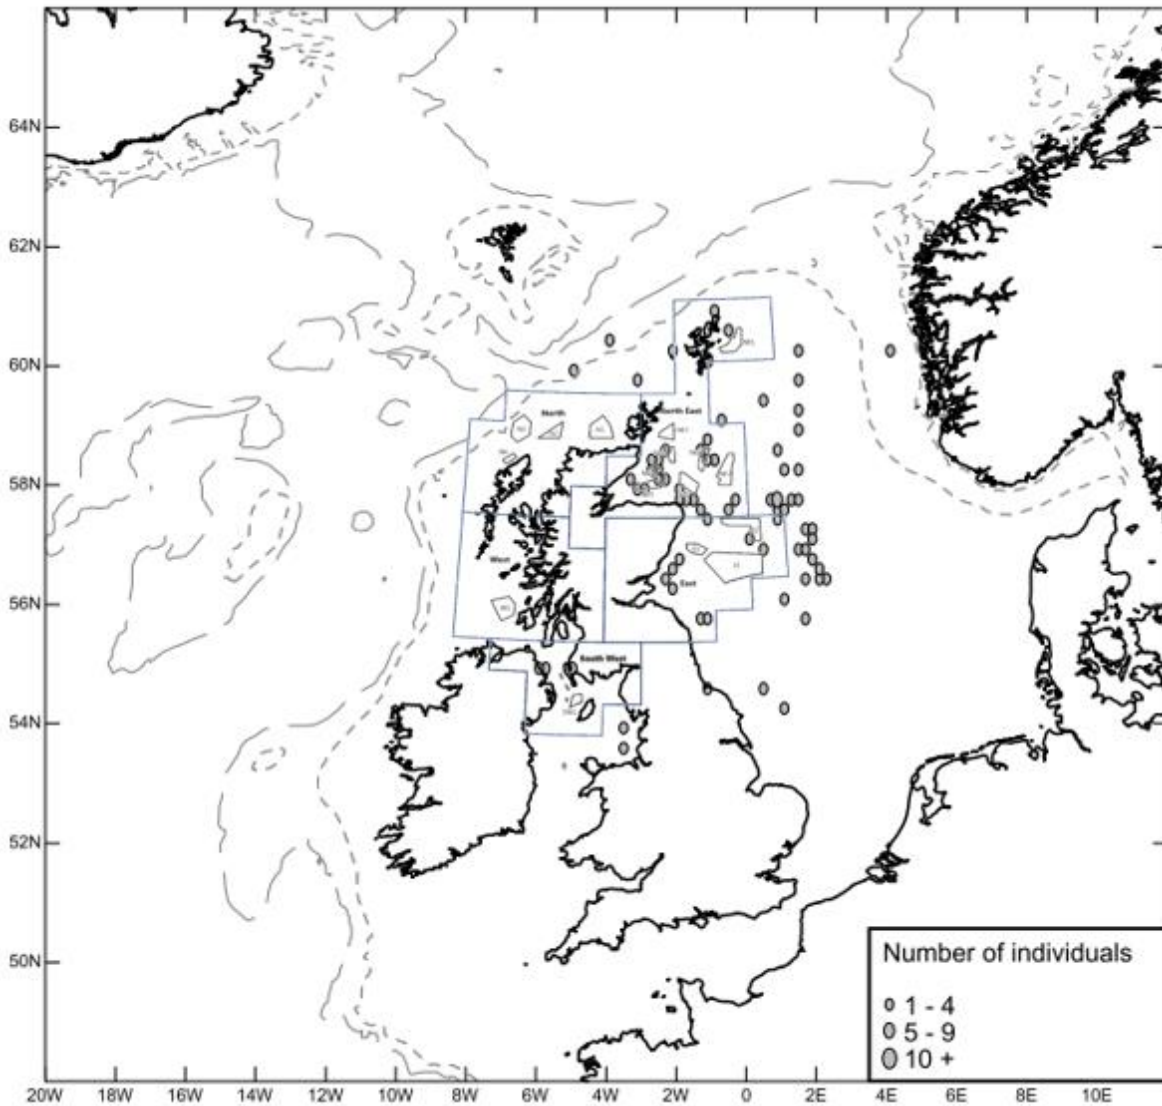 64N
62N
60N
58N
56N
54N
52N
50N
North
North East
West
East
South West
Number of individuals
1 - 4
5 - 9
10 +
20W 18W 16W 14W 12W 10W 8W 6W 4W 2W 0 2E 4E 6E 8E 10E